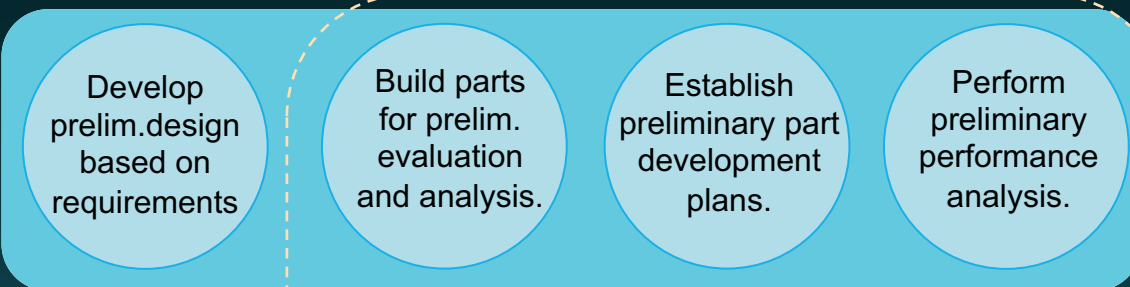 Develop
prelim.design
based on
requirements
Build parts
for prelim.
evaluation
and analysis.
Establish
preliminary part
development
plans.
Perform
preliminary
performance
analysis.